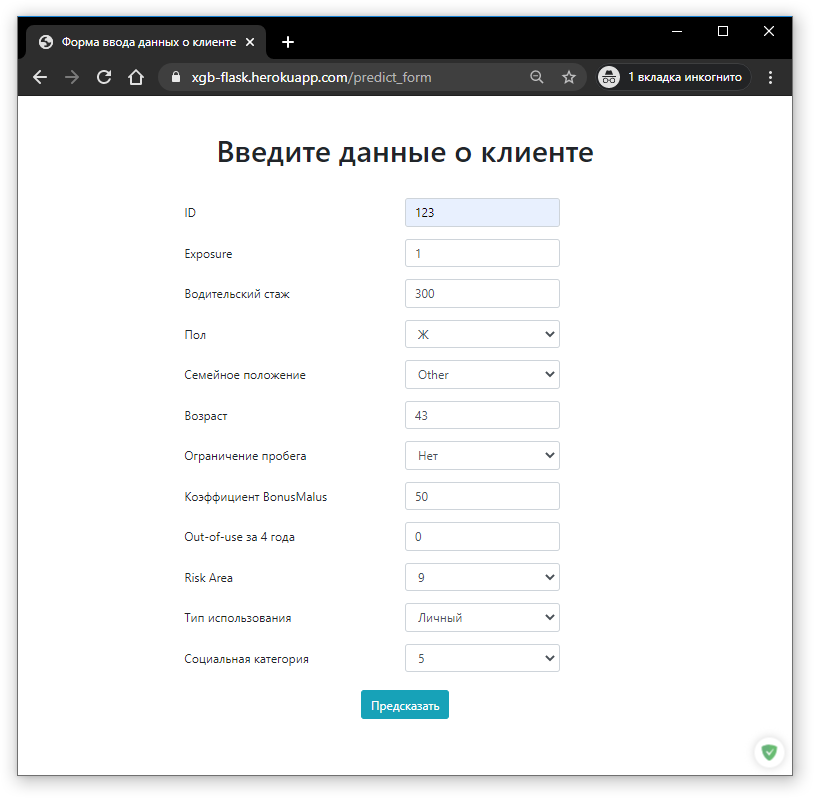 Форма ввода данных о клиенте
xgb-flask.herokuapp.com/predict_form
1 вкладка инкогнито
Введите данные о клиенте
ID 123
Exposure 1
Водительский стаж 300
Пол Ж
Семейное положение Other
Возраст 43
Ограничение пробега Нет
Коэффициент BonusMalus 50
Out-of-use за 4 года 0
Risk Area 9
Тип использования Личный
Социальная категория 5
Предсказать